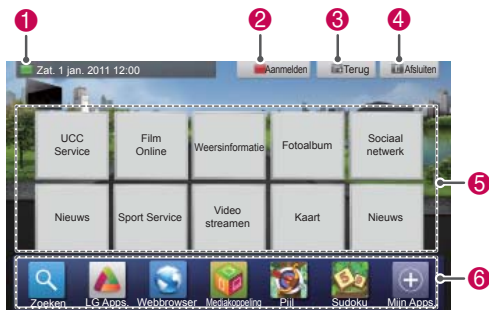 1 2 3 4
Zat. 1 jan. 2011 12:00 Aanmelden Terug Afsluiten
UCC Service Film Online Weersinformatie Fotoalbum Sociaal netwerk
5
Nieuws Sport Service Video streamen Kaart Nieuws
6
Zoeken LG Apps. Webbrowser Mediakoppeling Piil Sudoku Mijn Apps